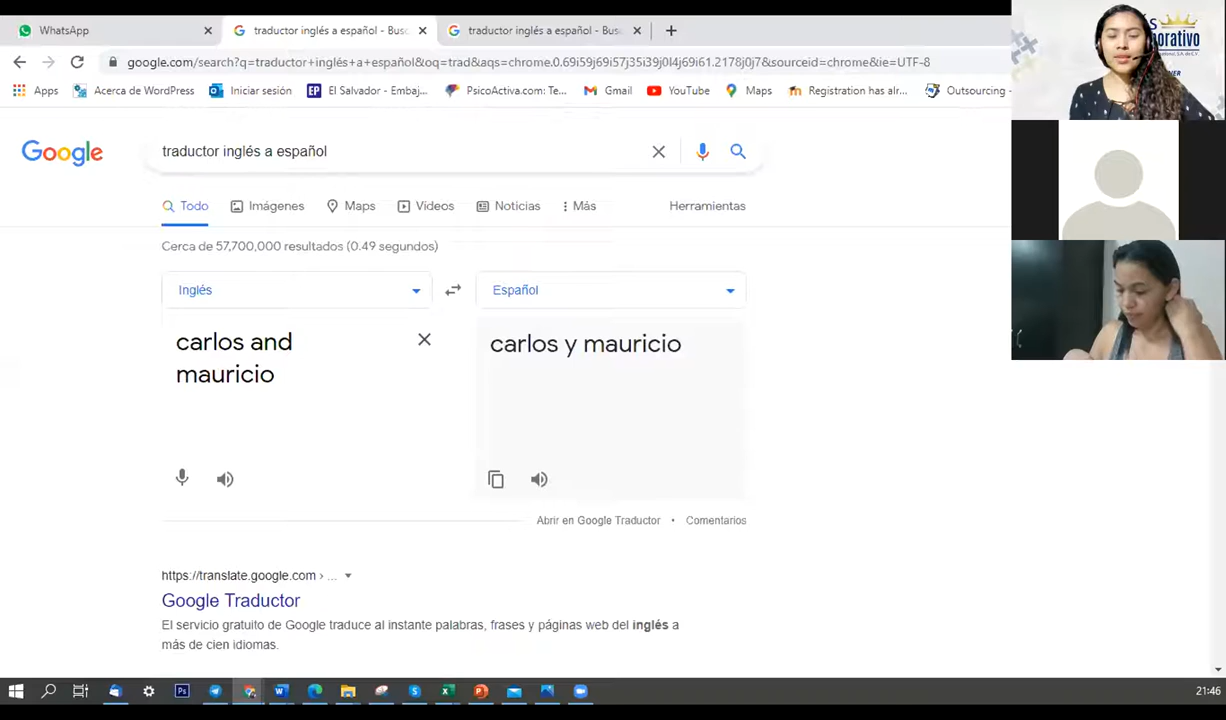 WhatsApp
traductor inglés a español - Busc
traductor inglés a español - Busc
google.com/search?q=traductor+inglés+a+español&oq=trad&aqs=chrome.0.69i59j69i57j35i39j0l4j69i61.2178j0j7&sourceid=chrome&ie=UTF-8
Apps
Acerca de WordPress
Iniciar sesión
El Salvador - Embaj...
PsicoActiva.com: Te...
Gmail
YouTube
Maps
Registration has alr...
Outsourcing -
Google
traductor inglés a español
Todo
Imágenes
Maps
Vídeos
Noticias
Más
Herramientas
Cerca de 57,700,000 resultados (0.49 segundos)
Inglés
Español
carlos and
mauricio
carlos y mauricio
Abrir en Google Traductor • Comentarios
https://translate.google.com › ...
Google Traductor
El servicio gratuito de Google traduce al instante palabras, frases y páginas web del inglés a
más de cien idiomas.
21:46